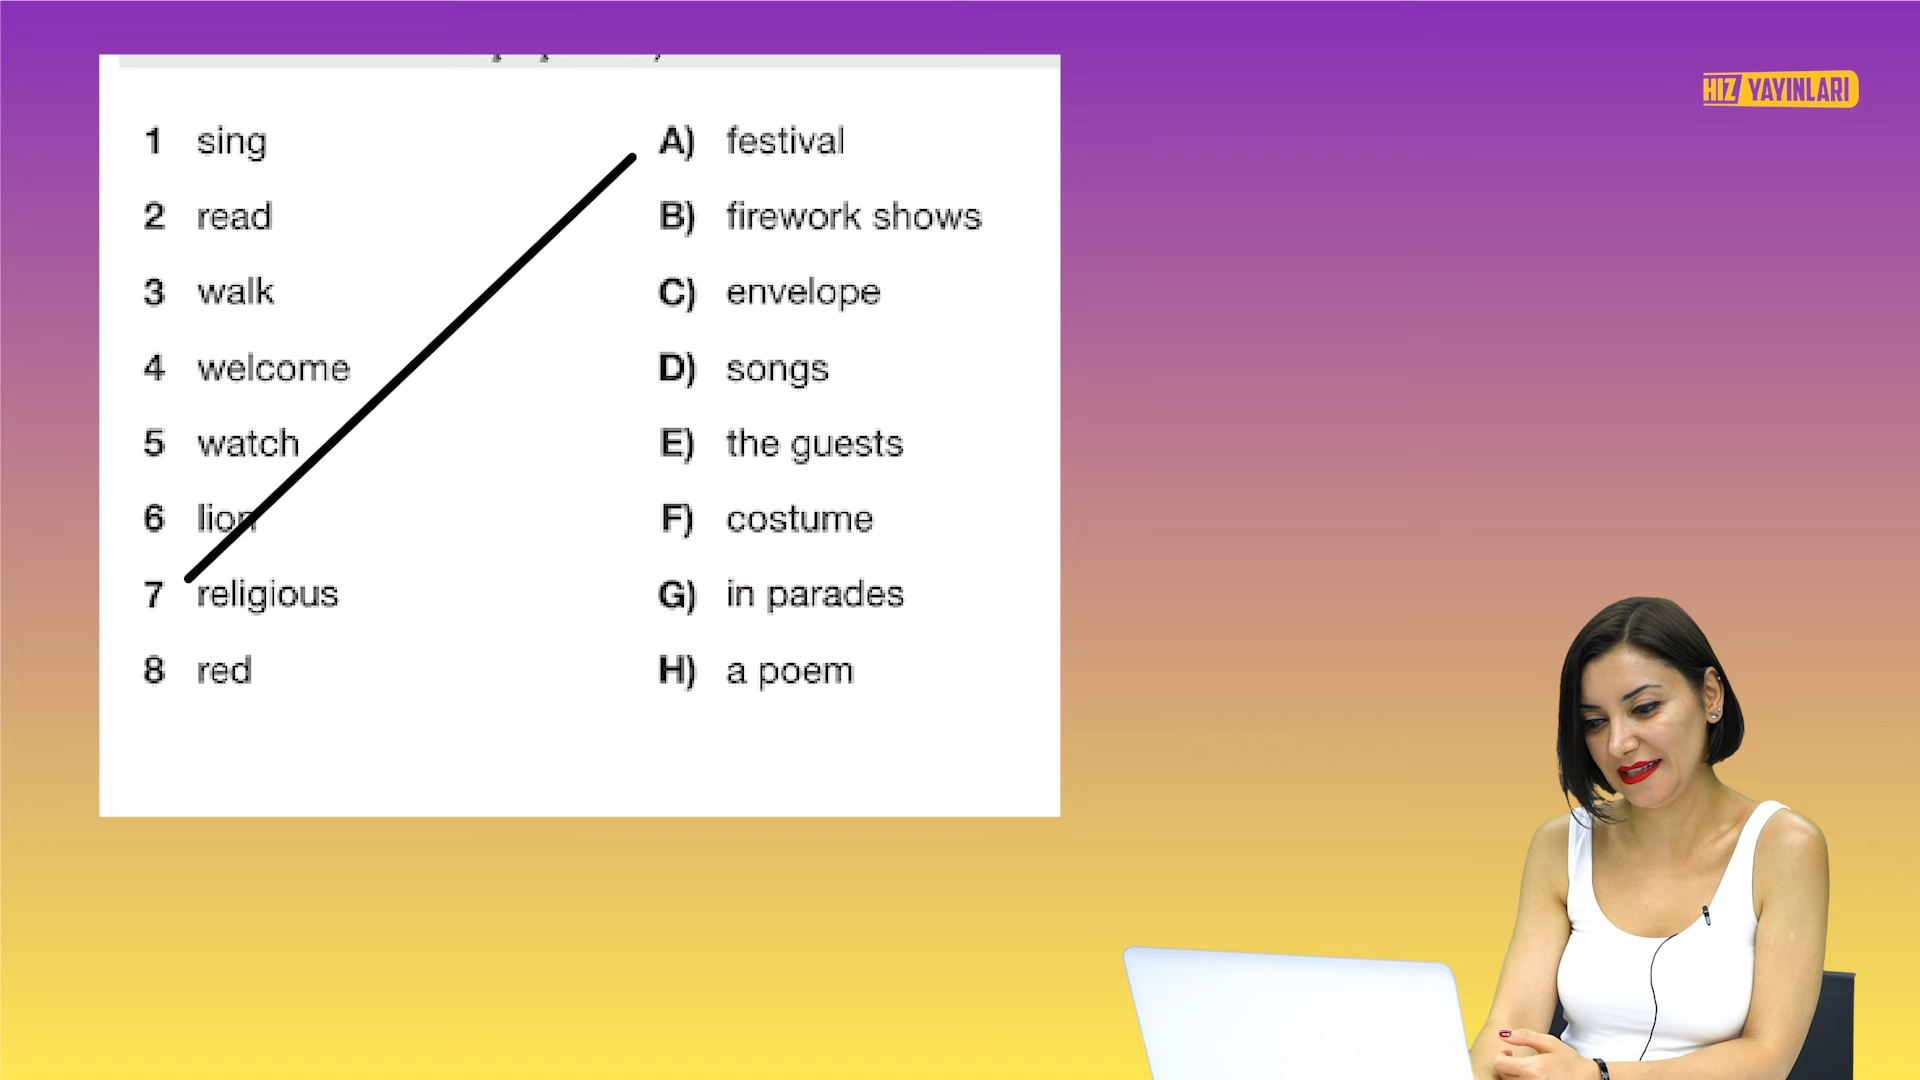 HIZ YAYINLARI
1 sing A) festival
2 read B) firework shows
3 walk C) envelope
4 welcome D) songs
5 watch E) the guests
6 lion F) costume
7 religious G) in parades
8 red H) a poem